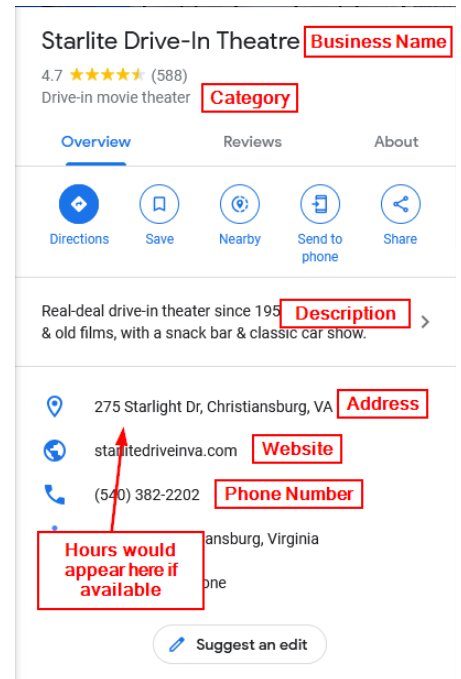 Starlite Drive-In Theatre Business Name
4.7 (588)
Drive-in movie theater Category
Overview Reviews About
Directions Save Nearby Send to phone Share
Real-deal drive-in theater since 195 Description
& old films, with a snack bar & classic car show.
275 Starlight Dr, Christiansburg, VA Address
starlitedriveinva.com Website
(540) 382-2202 Phone Number
Hours would
appear here if
available
ansburg, Virginia
one
Suggest an edit